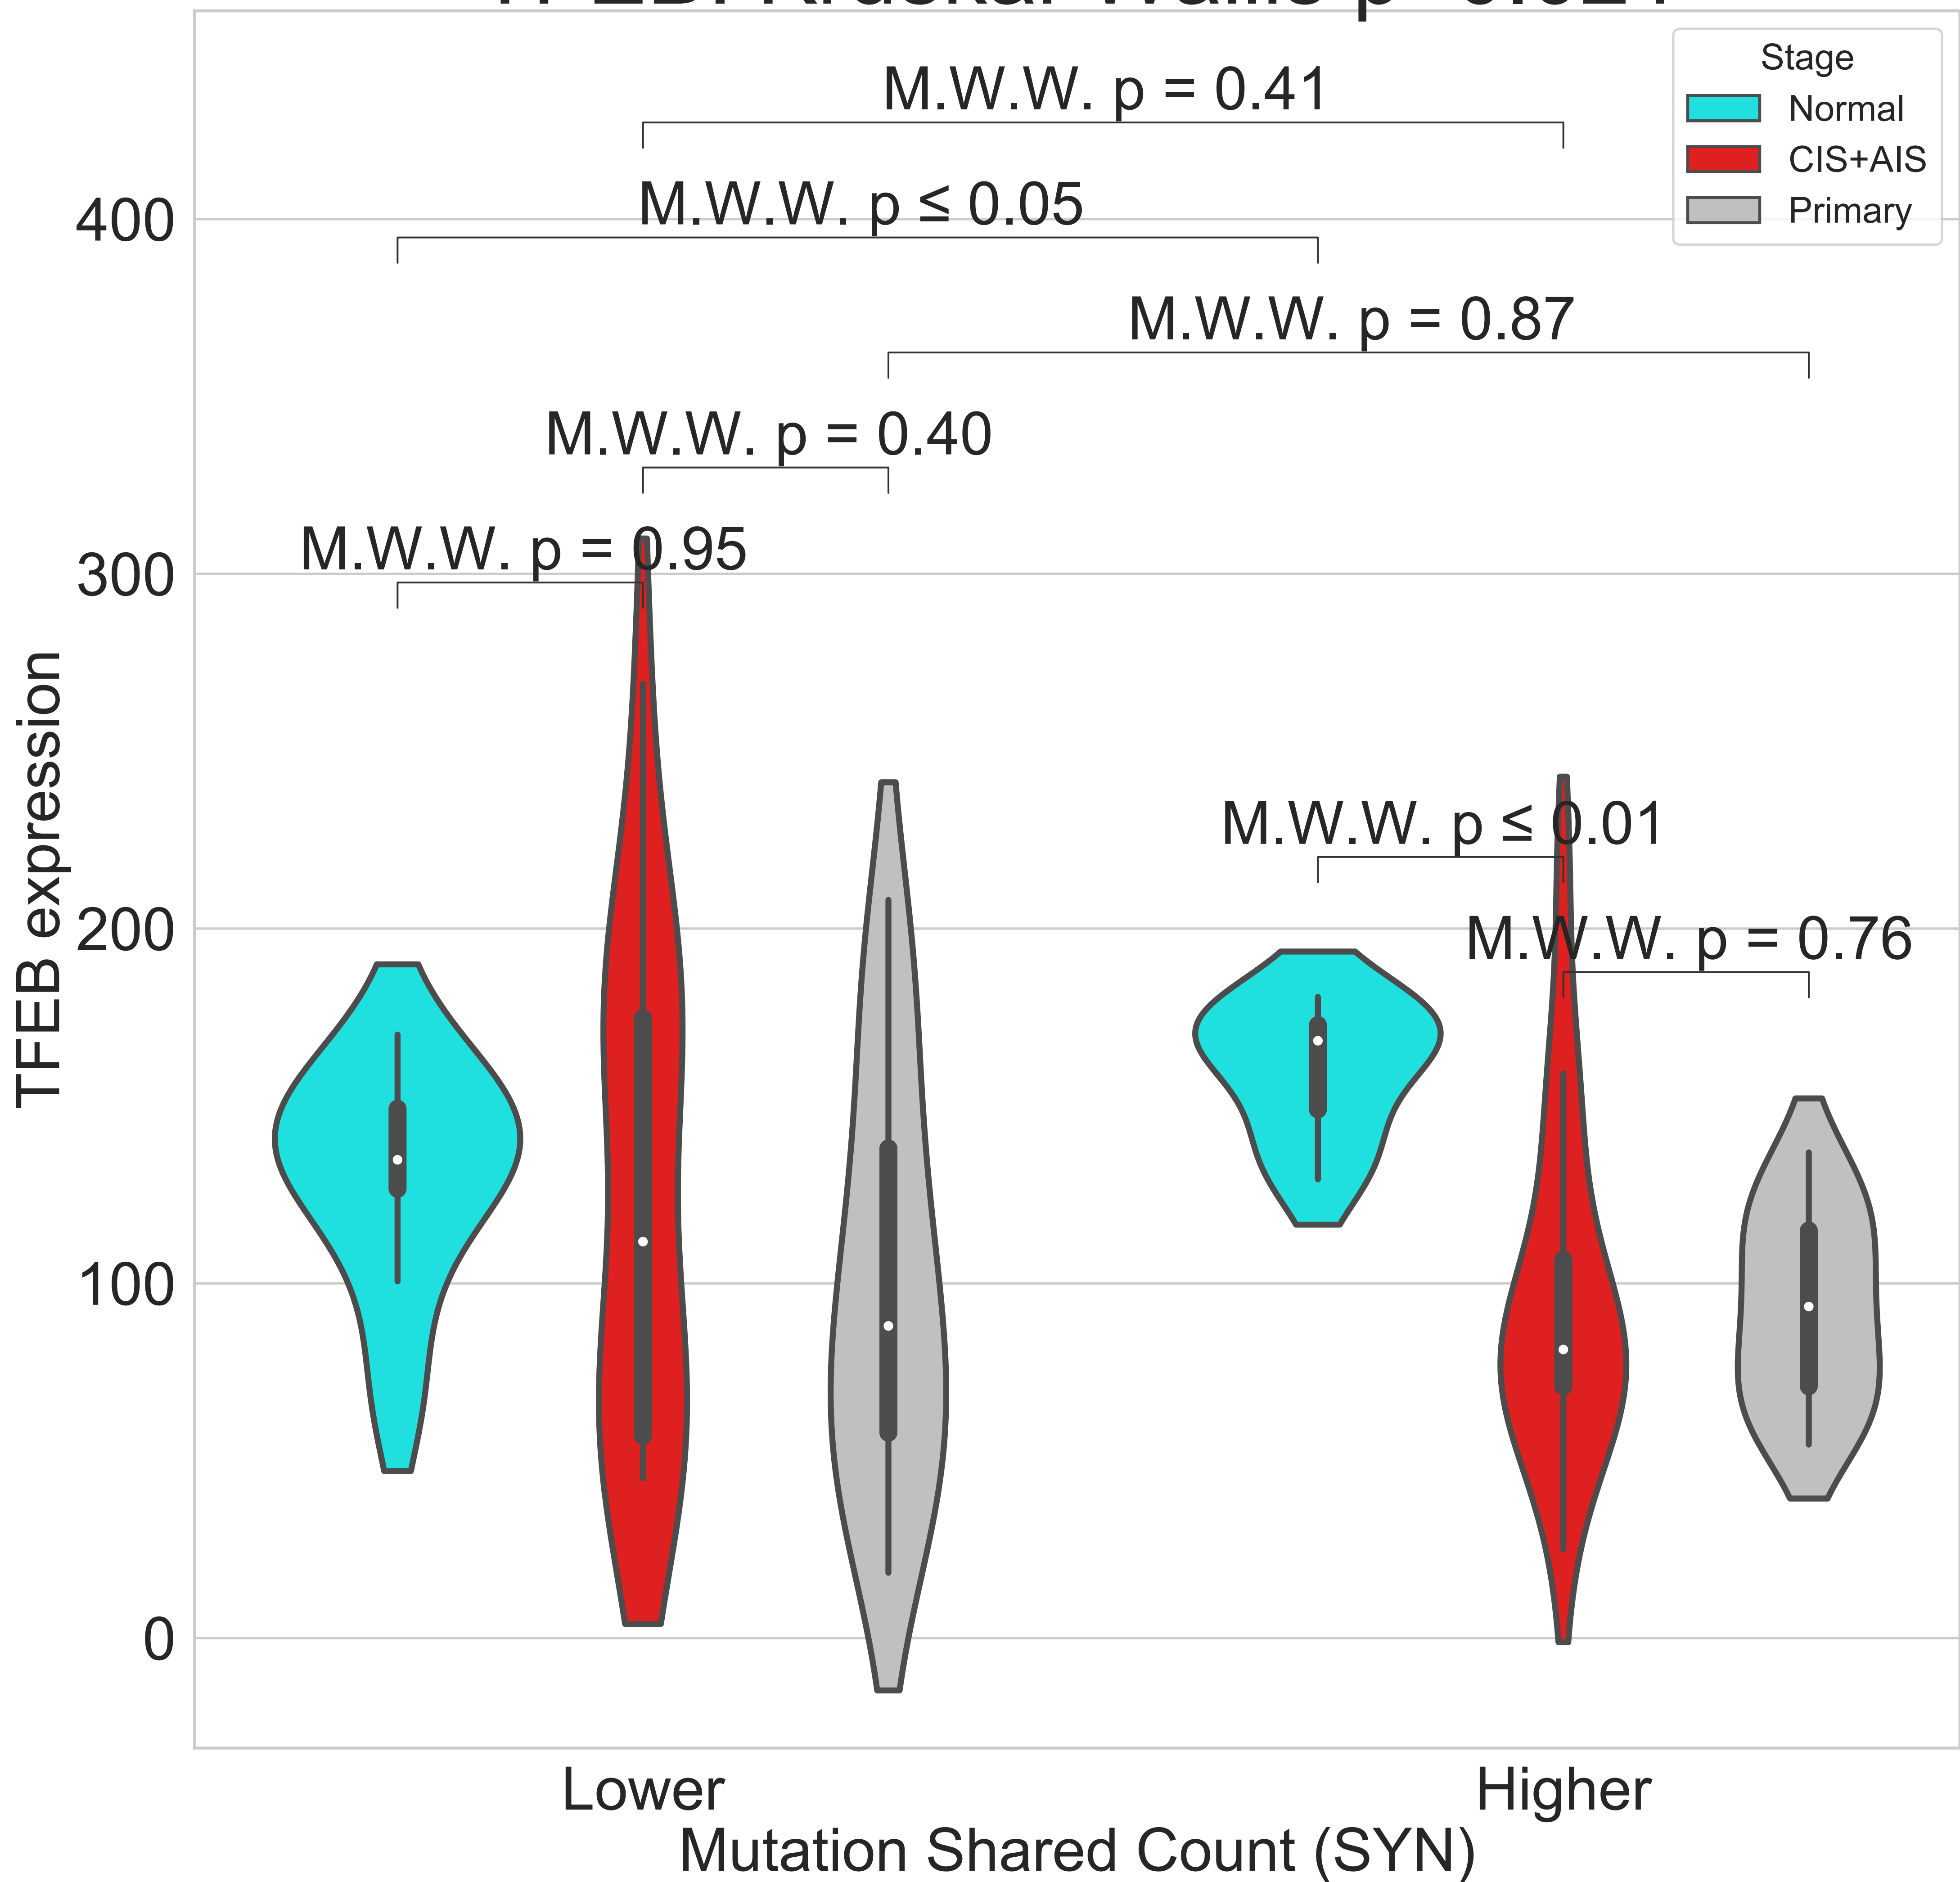 Stage
Normal
CIS+AIS
Primary
M.W.W. p = 0.41
M.W.W. p ≤ 0.05
M.W.W. p = 0.87
M.W.W. p = 0.40
M.W.W. p = 0.95
M.W.W. p ≤ 0.01
M.W.W. p = 0.76
400
300
200
100
0
TFEB expression
Lower
Higher
Mutation Shared Count (SYN)